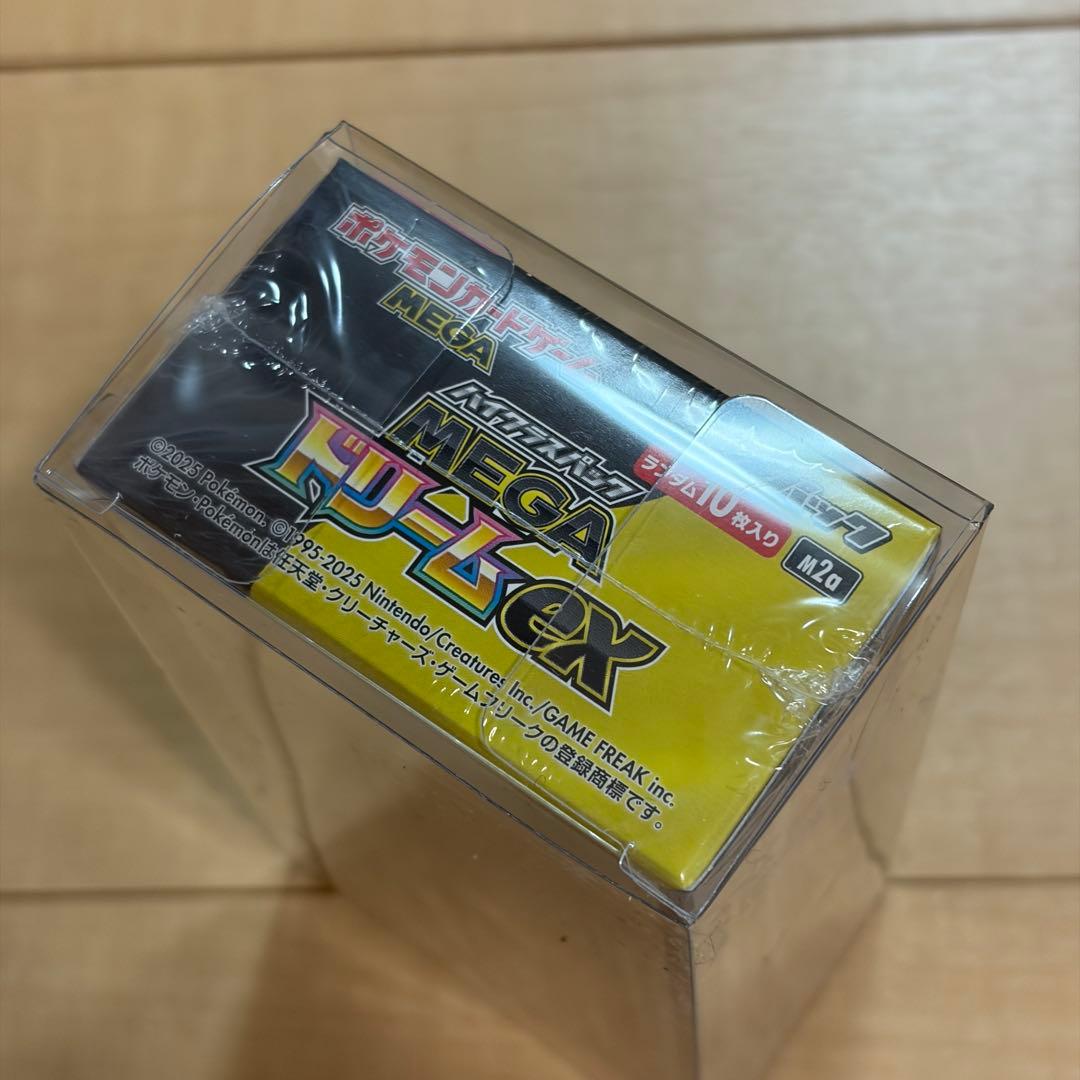 ポケモンカードゲーム
MEGA
ハイクラスパック
MEGA
ドリームex
ランダム10枚入り
パック
M2a
©2025 Pokémon. ©1995-2025 Nintendo/Creatures Inc./GAME FREAK inc.
ポケモン・Pokémonは任天堂・クリーチャーズ・ゲームフリークの登録商標です。